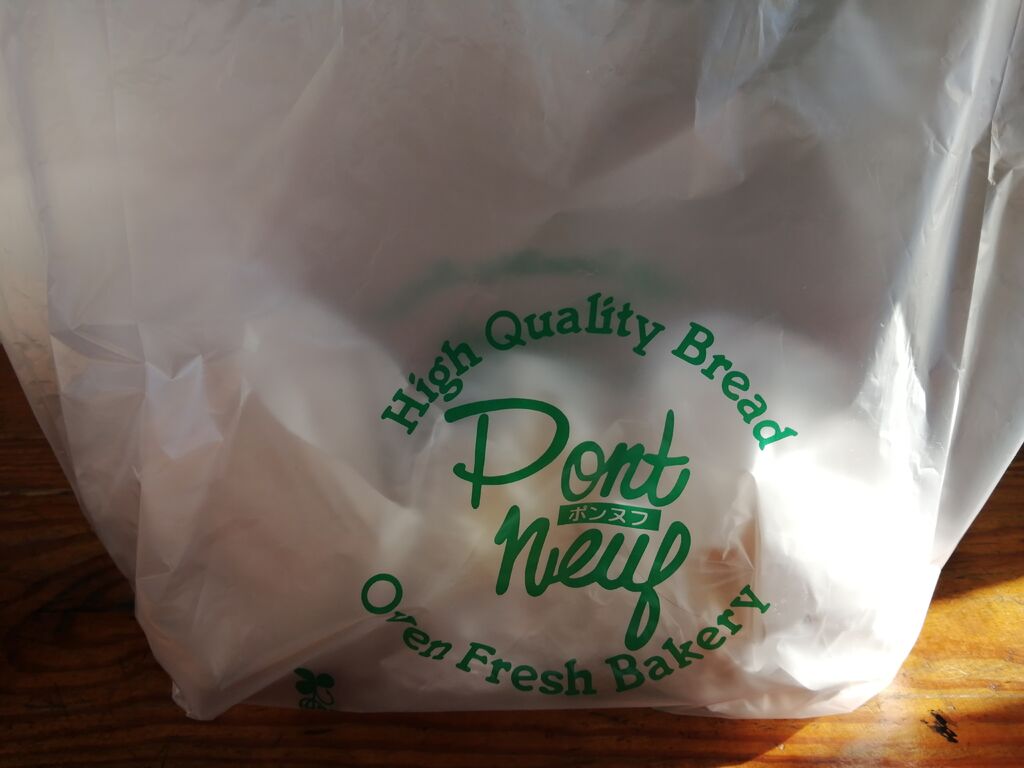 High Quality Bread
Pont
ポンヌフ
Neuf
Oven Fresh Bakery